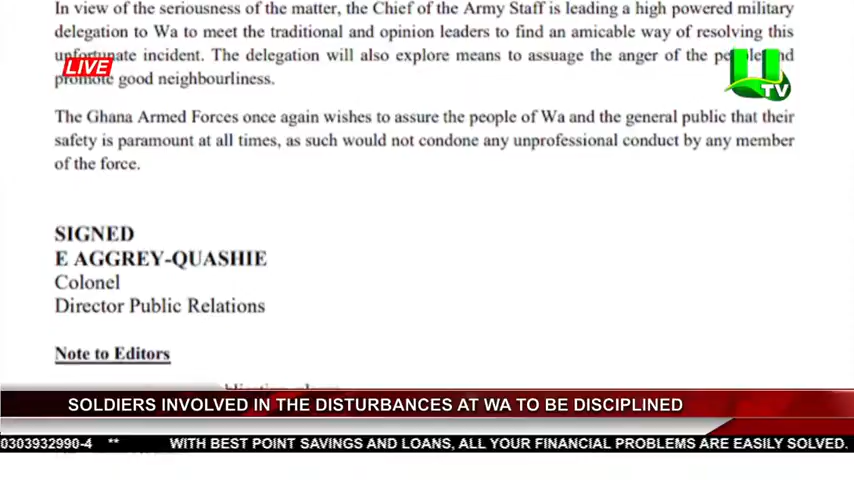 In view of the seriousness of the matter, the Chief of the Army Staff is leading a high powered military
delegation to Wa to meet the traditional and opinion leaders to find an amicable way of resolving this
unfortunate incident. The delegation will also explore means to assuage the anger of the people and
promote good neighbourliness.
LIVE
U
TV
The Ghana Armed Forces once again wishes to assure the people of Wa and the general public that their
safety is paramount at all times, as such would not condone any unprofessional conduct by any member
of the force.
SIGNED
E AGGREY-QUASHIE
Colonel
Director Public Relations
Note to Editors
SOLDIERS INVOLVED IN THE DISTURBANCES AT WA TO BE DISCIPLINED
0303932990-4 ** WITH BEST POINT SAVINGS AND LOANS, ALL YOUR FINANCIAL PROBLEMS ARE EASILY SOLVED.